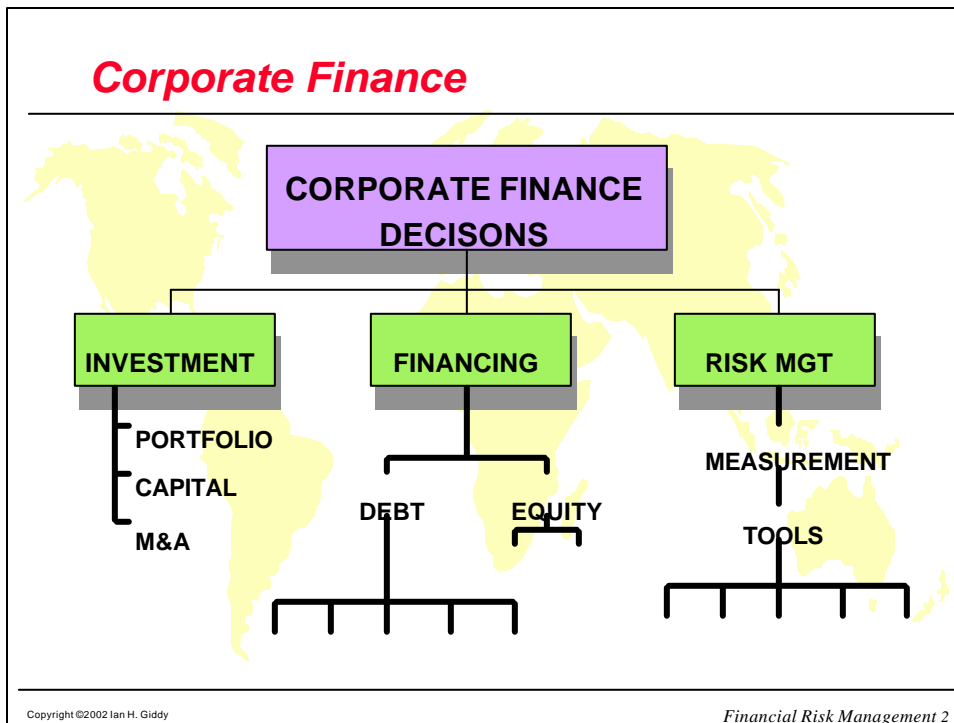 Corporate Finance
CORPORATE FINANCE
DECISONS
INVESTMENT
FINANCING
RISK MGT
PORTFOLIO
CAPITAL
M&A
DEBT
EQUITY
MEASUREMENT
TOOLS
Copyright ©2002 Ian H. Giddy
Financial Risk Management 2